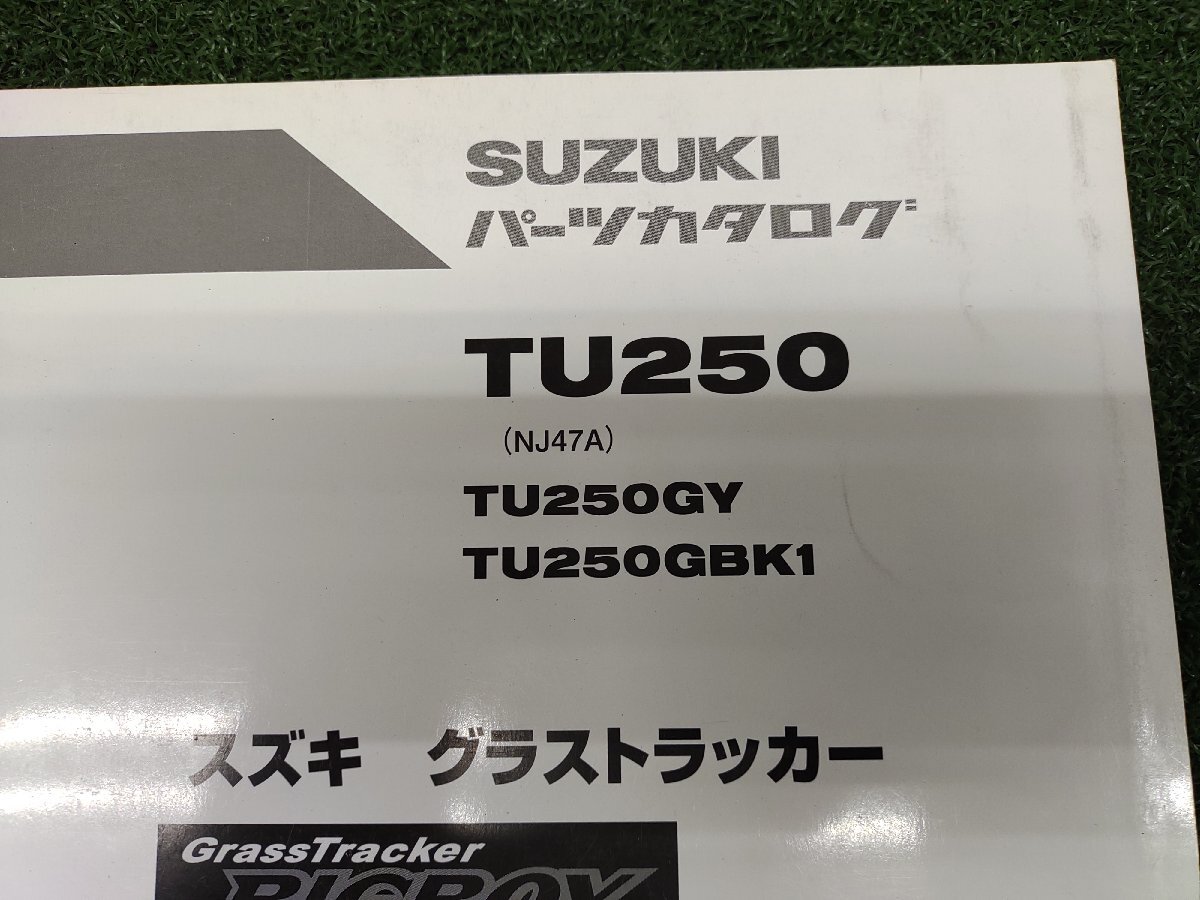 SUZUKI
パーツカタログ
TU250
(NJ47A)
TU250GY
TU250GBK1
スズキ　グラストラッカー
GrassTracker
BIGBOY